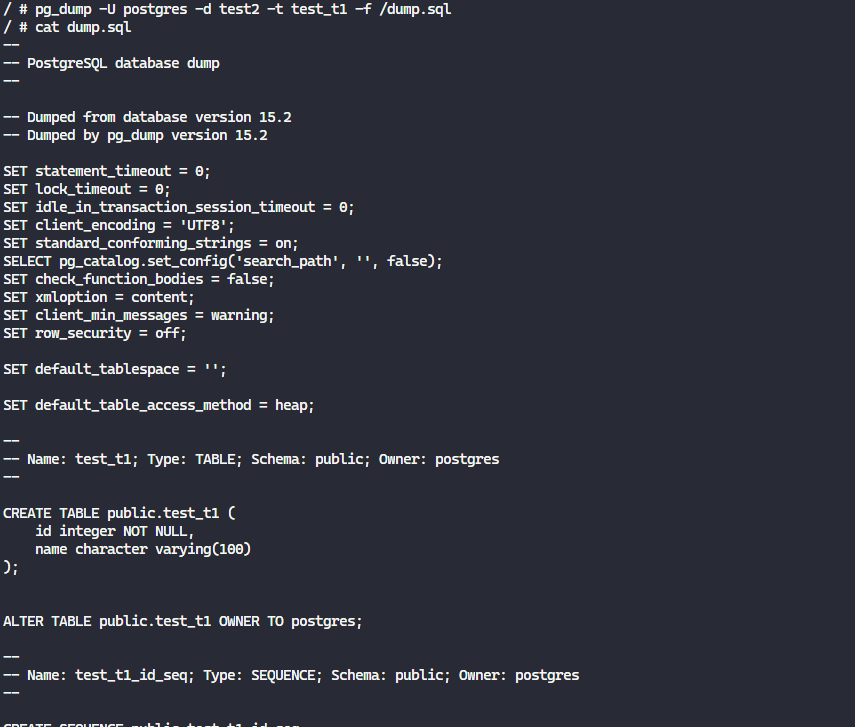 / # pg_dump -U postgres -d test2 -t test_t1 -f /dump.sql
/ # cat dump.sql
--
-- PostgreSQL database dump
--
-- Dumped from database version 15.2
-- Dumped by pg_dump version 15.2
SET statement_timeout = 0;
SET lock_timeout = 0;
SET idle_in_transaction_session_timeout = 0;
SET client_encoding = 'UTF8';
SET standard_conforming_strings = on;
SELECT pg_catalog.set_config('search_path', '', false);
SET check_function_bodies = false;
SET xmloption = content;
SET client_min_messages = warning;
SET row_security = off;
SET default_tablespace = '';
SET default_table_access_method = heap;
--
-- Name: test_t1; Type: TABLE; Schema: public; Owner: postgres
--
CREATE TABLE public.test_t1 (
    id integer NOT NULL,
    name character varying(100)
);
ALTER TABLE public.test_t1 OWNER TO postgres;
--
-- Name: test_t1_id_seq; Type: SEQUENCE; Schema: public; Owner: postgres
--
CREATE SEQUENCE public.test_t1_id_seq